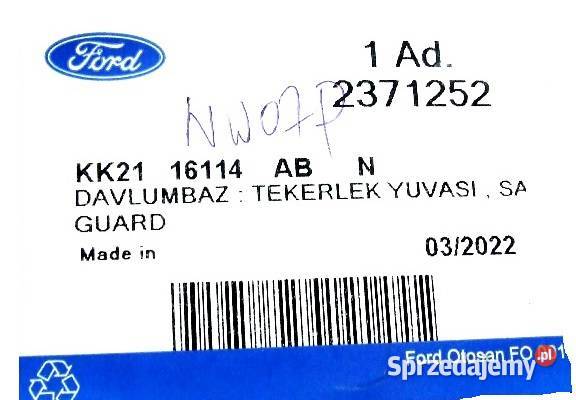 Ford
1 Ad.
2371252
NW07P
KK21 16114 AB N
DAVLUMBAZ : TEKERLEK YUVASI , SA
GUARD
Made in
03/2022
Ford Otosan FO
.pl
Sprzedajemy